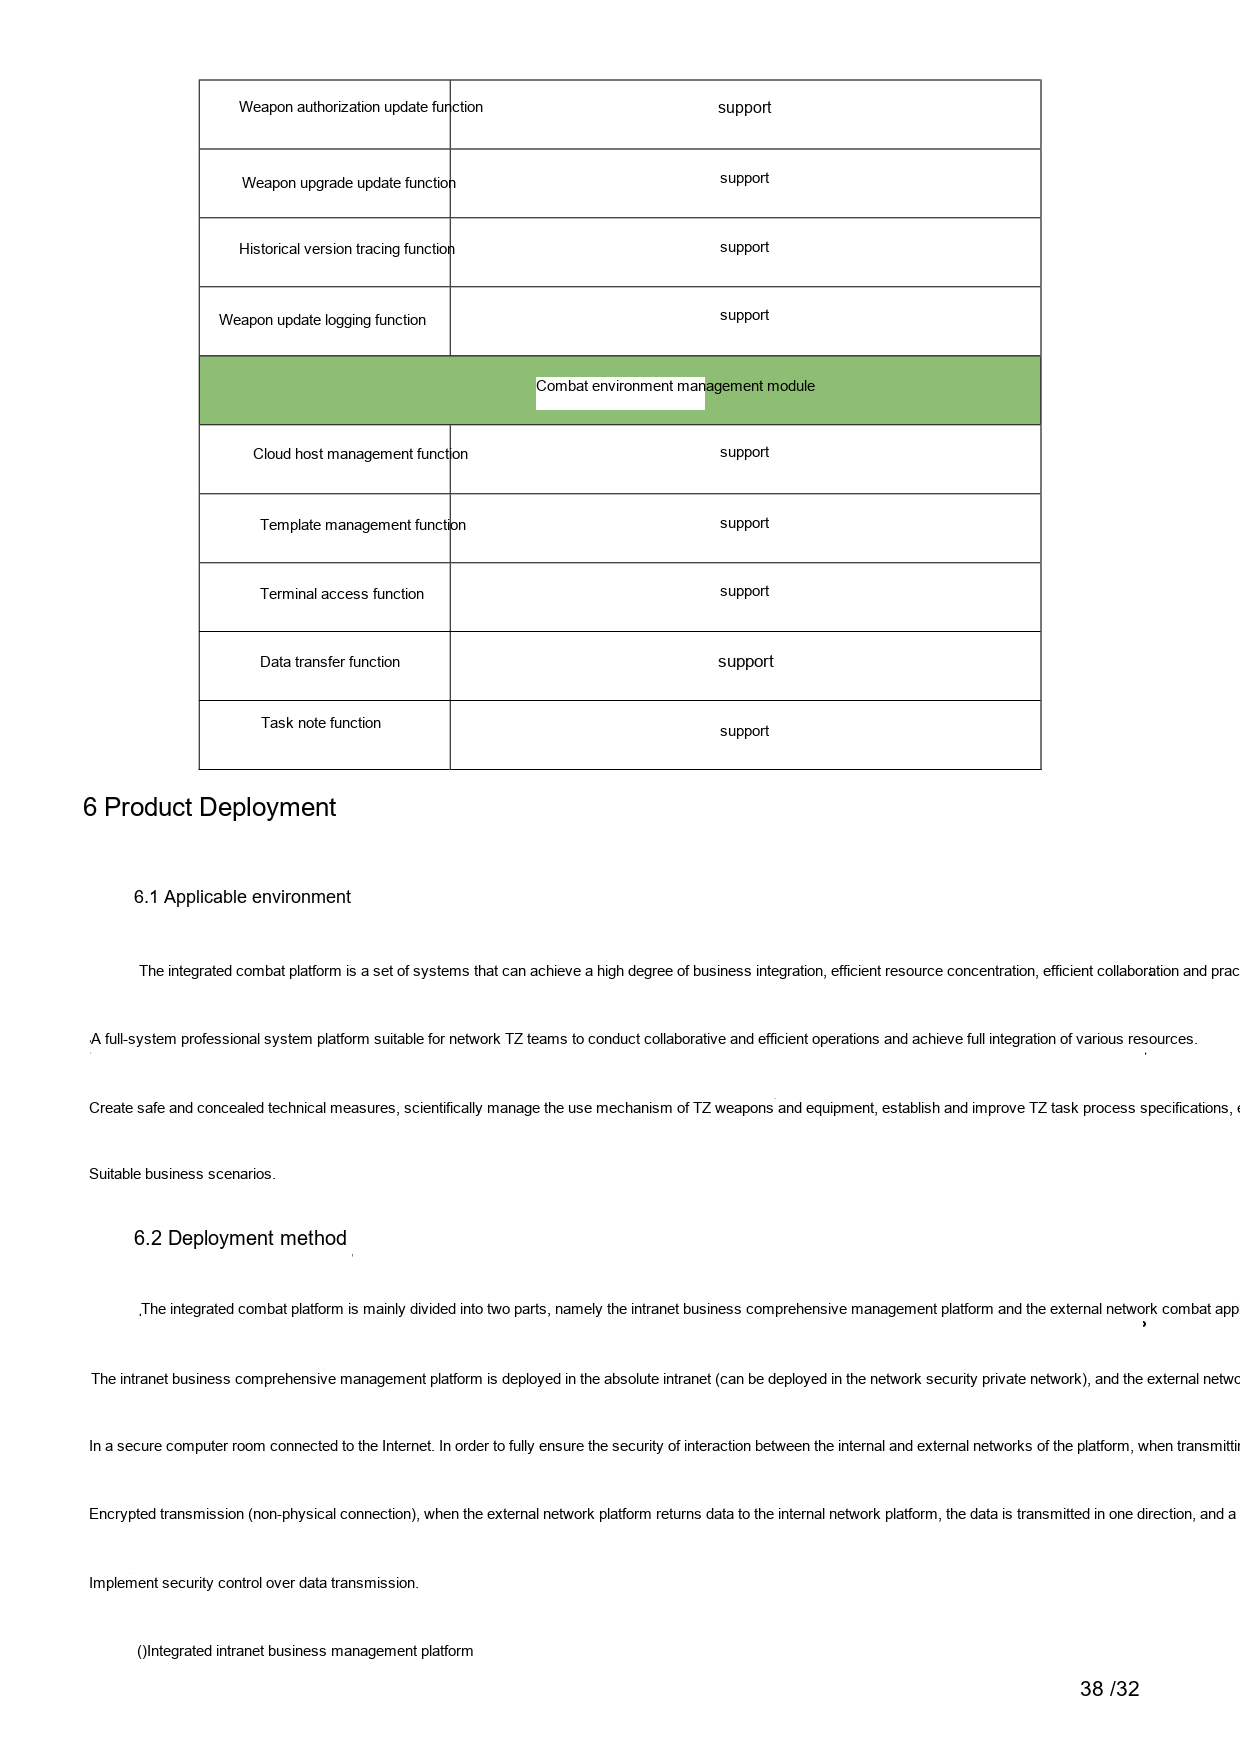 Weapon authorization update function support
Weapon upgrade update function support
Historical version tracing function support
Weapon update logging function support
Combat environment management module
Cloud host management function support
Template management function support
Terminal access function support
Data transfer function support
Task note function support
6 Product Deployment
6.1 Applicable environment
The integrated combat platform is a set of systems that can achieve a high degree of business integration, efficient resource concentration, efficient collaboration and prac
A full-system professional system platform suitable for network TZ teams to conduct collaborative and efficient operations and achieve full integration of various resources.
Create safe and concealed technical measures, scientifically manage the use mechanism of TZ weapons and equipment, establish and improve TZ task process specifications, e
Suitable business scenarios.
6.2 Deployment method
The integrated combat platform is mainly divided into two parts, namely the intranet business comprehensive management platform and the external network combat app
The intranet business comprehensive management platform is deployed in the absolute intranet (can be deployed in the network security private network), and the external netwo
In a secure computer room connected to the Internet. In order to fully ensure the security of interaction between the internal and external networks of the platform, when transmittin
Encrypted transmission (non-physical connection), when the external network platform returns data to the internal network platform, the data is transmitted in one direction, and a
Implement security control over data transmission.
()Integrated intranet business management platform
38 /32